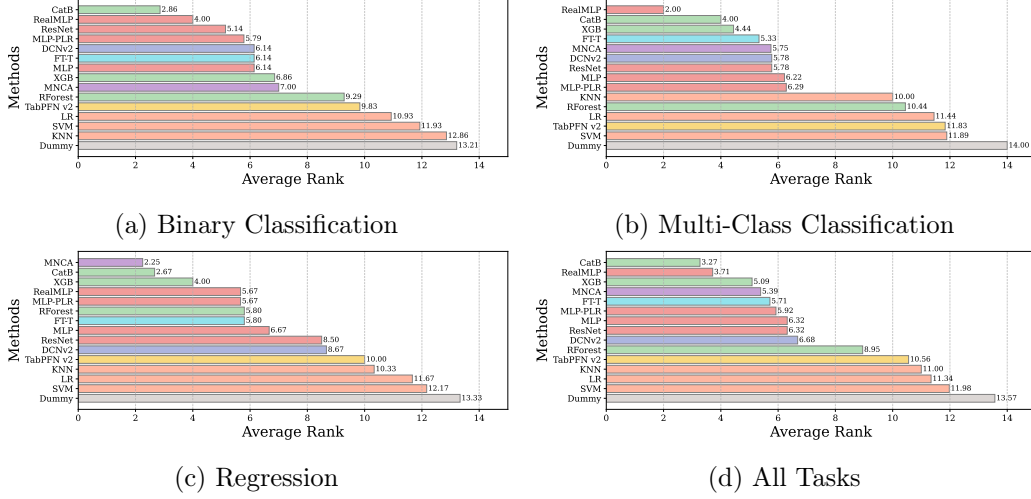 Methods
CatB 2.86
RealMLP 4.00
ResNet 5.14
MLP-PLR 5.79
DCNv2 6.14
FT-T 6.14
MLP 6.14
XGB 6.86
MNCA 7.00
RForest 9.29
TabPFN v2 9.83
LR 10.93
SVM 11.93
KNN 12.86
Dummy 13.21
0 2 4 6 8 10 12 14
Average Rank
(a) Binary Classification
Methods
RealMLP 2.00
CatB 4.00
XGB 4.44
FT-T 5.33
MNCA 5.75
DCNv2 5.78
ResNet 5.78
MLP 6.22
MLP-PLR 6.29
KNN 10.00
RForest 10.44
LR 11.44
TabPFN v2 11.83
SVM 11.89
Dummy 14.00
0 2 4 6 8 10 12 14
Average Rank
(b) Multi-Class Classification
Methods
MNCA 2.25
CatB 2.67
XGB 4.00
RealMLP 5.67
MLP-PLR 5.67
RForest 5.80
FT-T 5.80
MLP 6.67
ResNet 8.50
DCNv2 8.67
TabPFN v2 10.00
KNN 10.33
LR 11.67
SVM 12.17
Dummy 13.33
0 2 4 6 8 10 12 14
Average Rank
(c) Regression
Methods
CatB 3.27
RealMLP 3.71
XGB 5.09
MNCA 5.39
FT-T 5.71
MLP-PLR 5.92
MLP 6.32
ResNet 6.32
DCNv2 6.68
RForest 8.95
TabPFN v2 10.56
KNN 11.00
LR 11.34
SVM 11.98
Dummy 13.57
0 2 4 6 8 10 12 14
Average Rank
(d) All Tasks